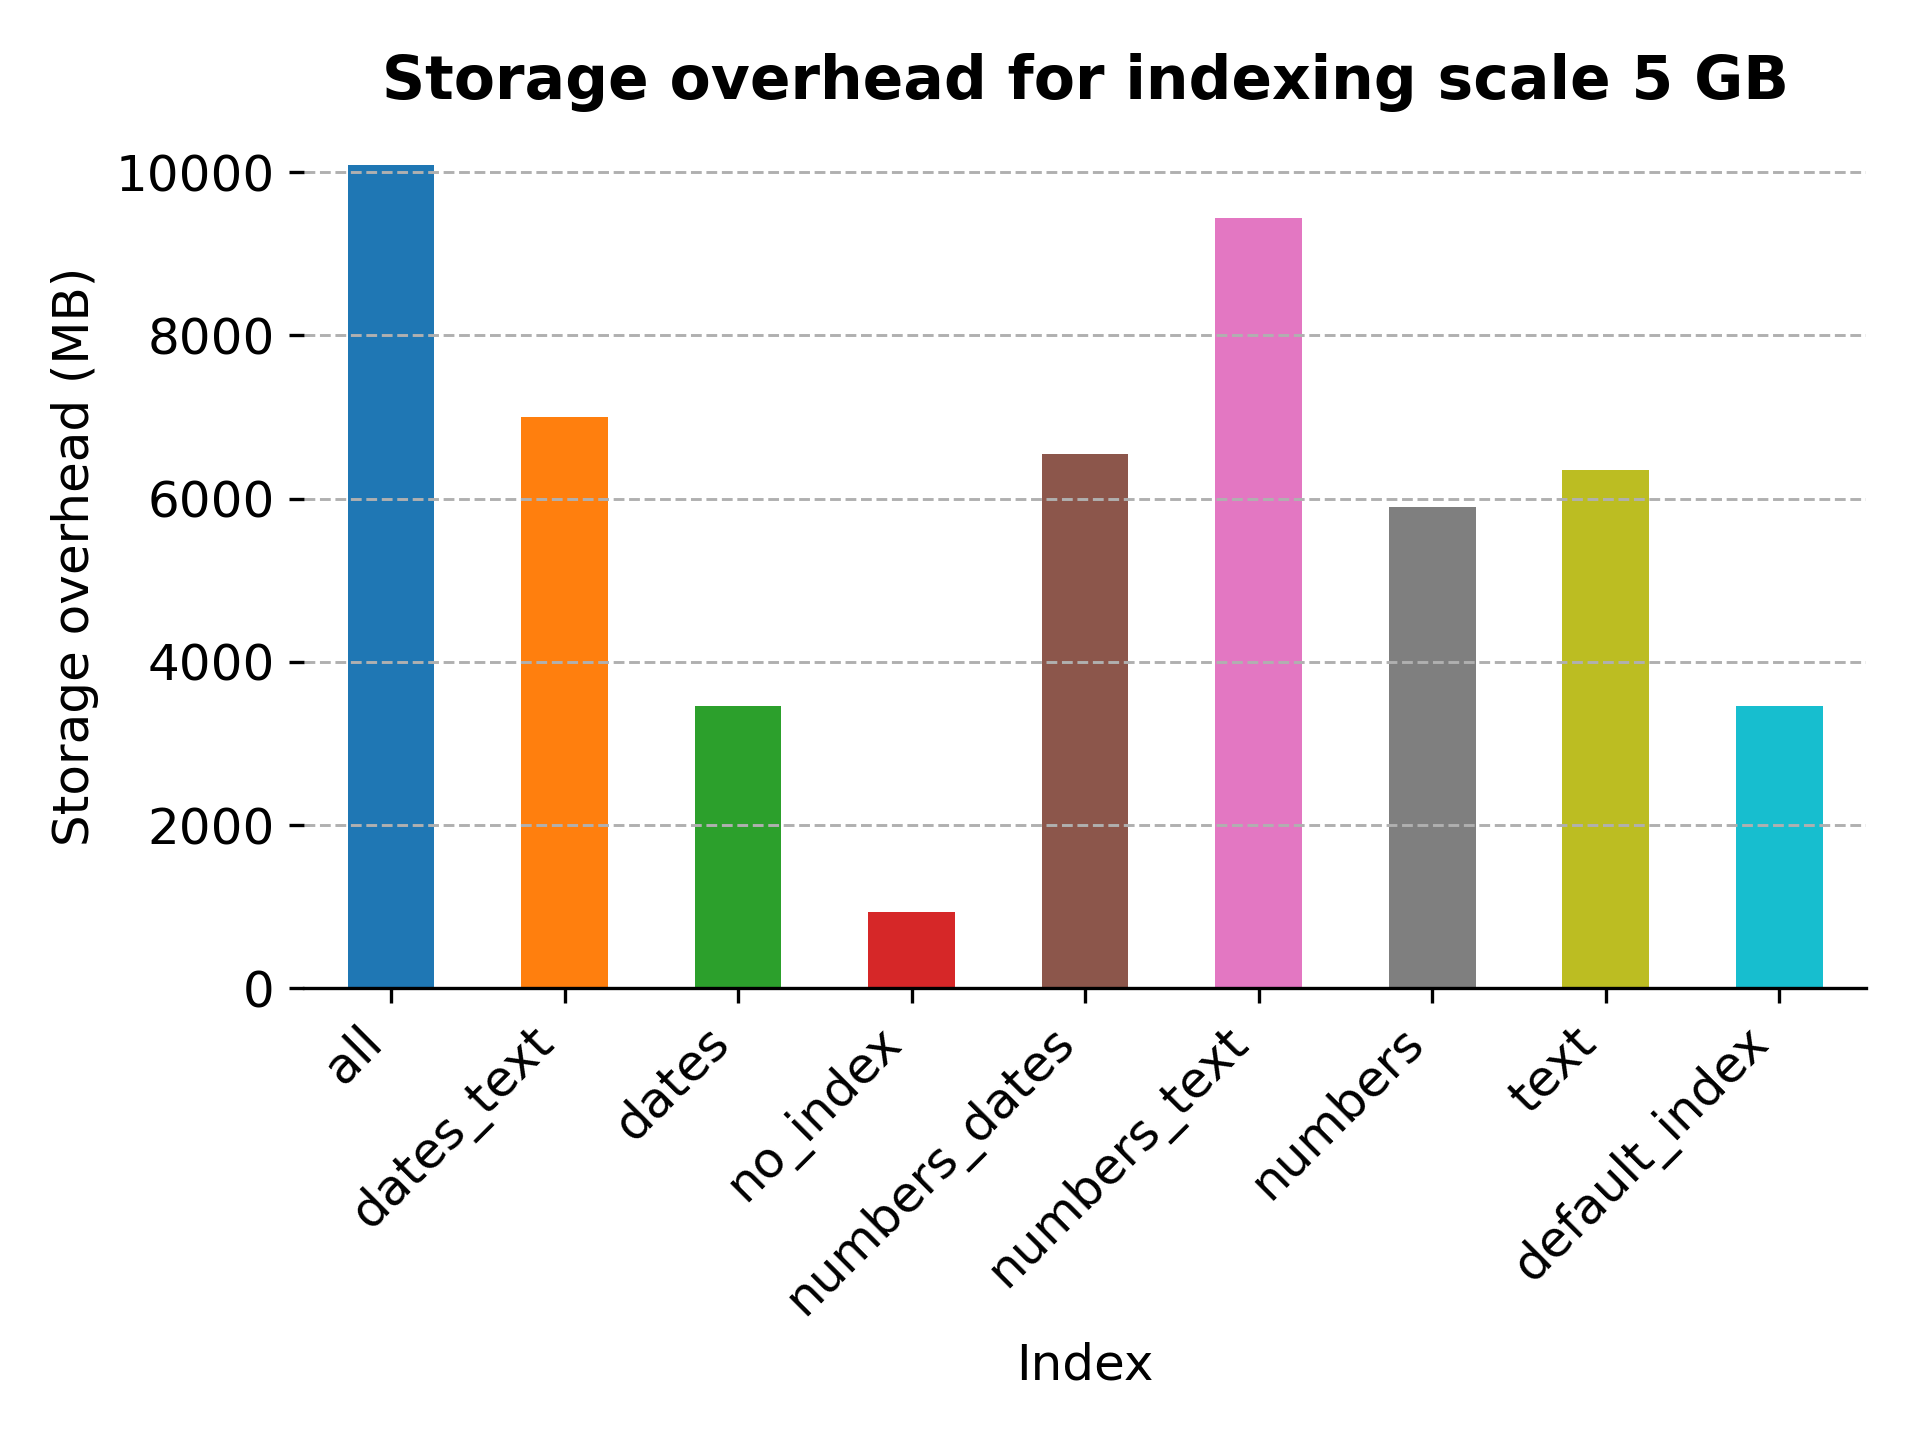 Storage overhead for indexing scale 5 GB
Storage overhead (MB)
10000
8000
6000
4000
2000
0
all
dates_text
dates
no_index
numbers_dates
numbers_text
numbers
text
default_index
Index